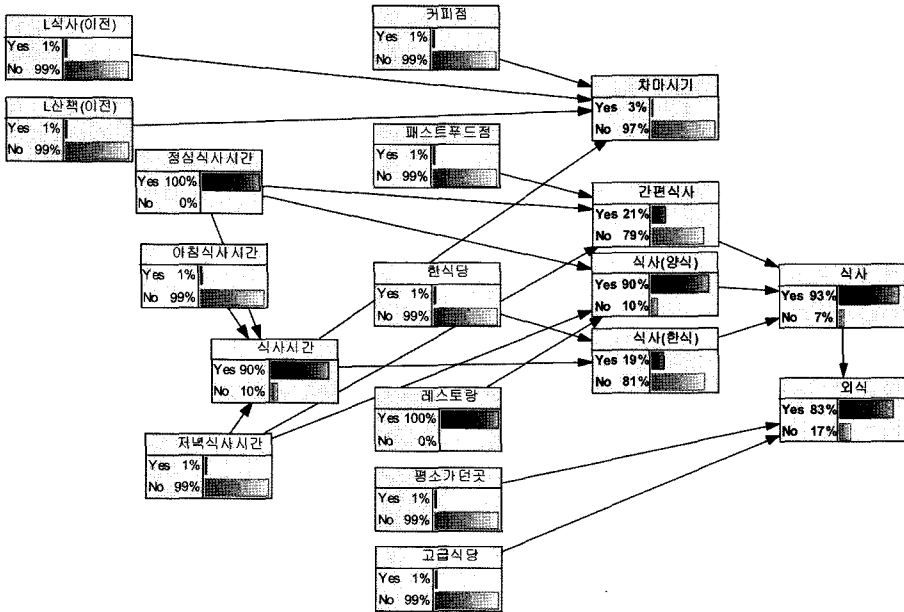 L식사(이전)
Yes 1%
No 99%
L산책(이전)
Yes 1%
No 99%
점심식사시간
Yes 100%
No 0%
아침식사시간
Yes 1%
No 99%
식사시간
Yes 90%
No 10%
저녁식사시간
Yes 1%
No 99%
커피점
Yes 1%
No 99%
패스트푸드점
Yes 1%
No 99%
한식당
Yes 1%
No 99%
레스토랑
Yes 100%
No 0%
평소가던곳
Yes 1%
No 99%
고급식당
Yes 1%
No 99%
차마시기
Yes 3%
No 97%
간편식사
Yes 21%
No 79%
식사(양식)
Yes 90%
No 10%
식사(한식)
Yes 19%
No 81%
식사
Yes 93%
No 7%
외식
Yes 83%
No 17%